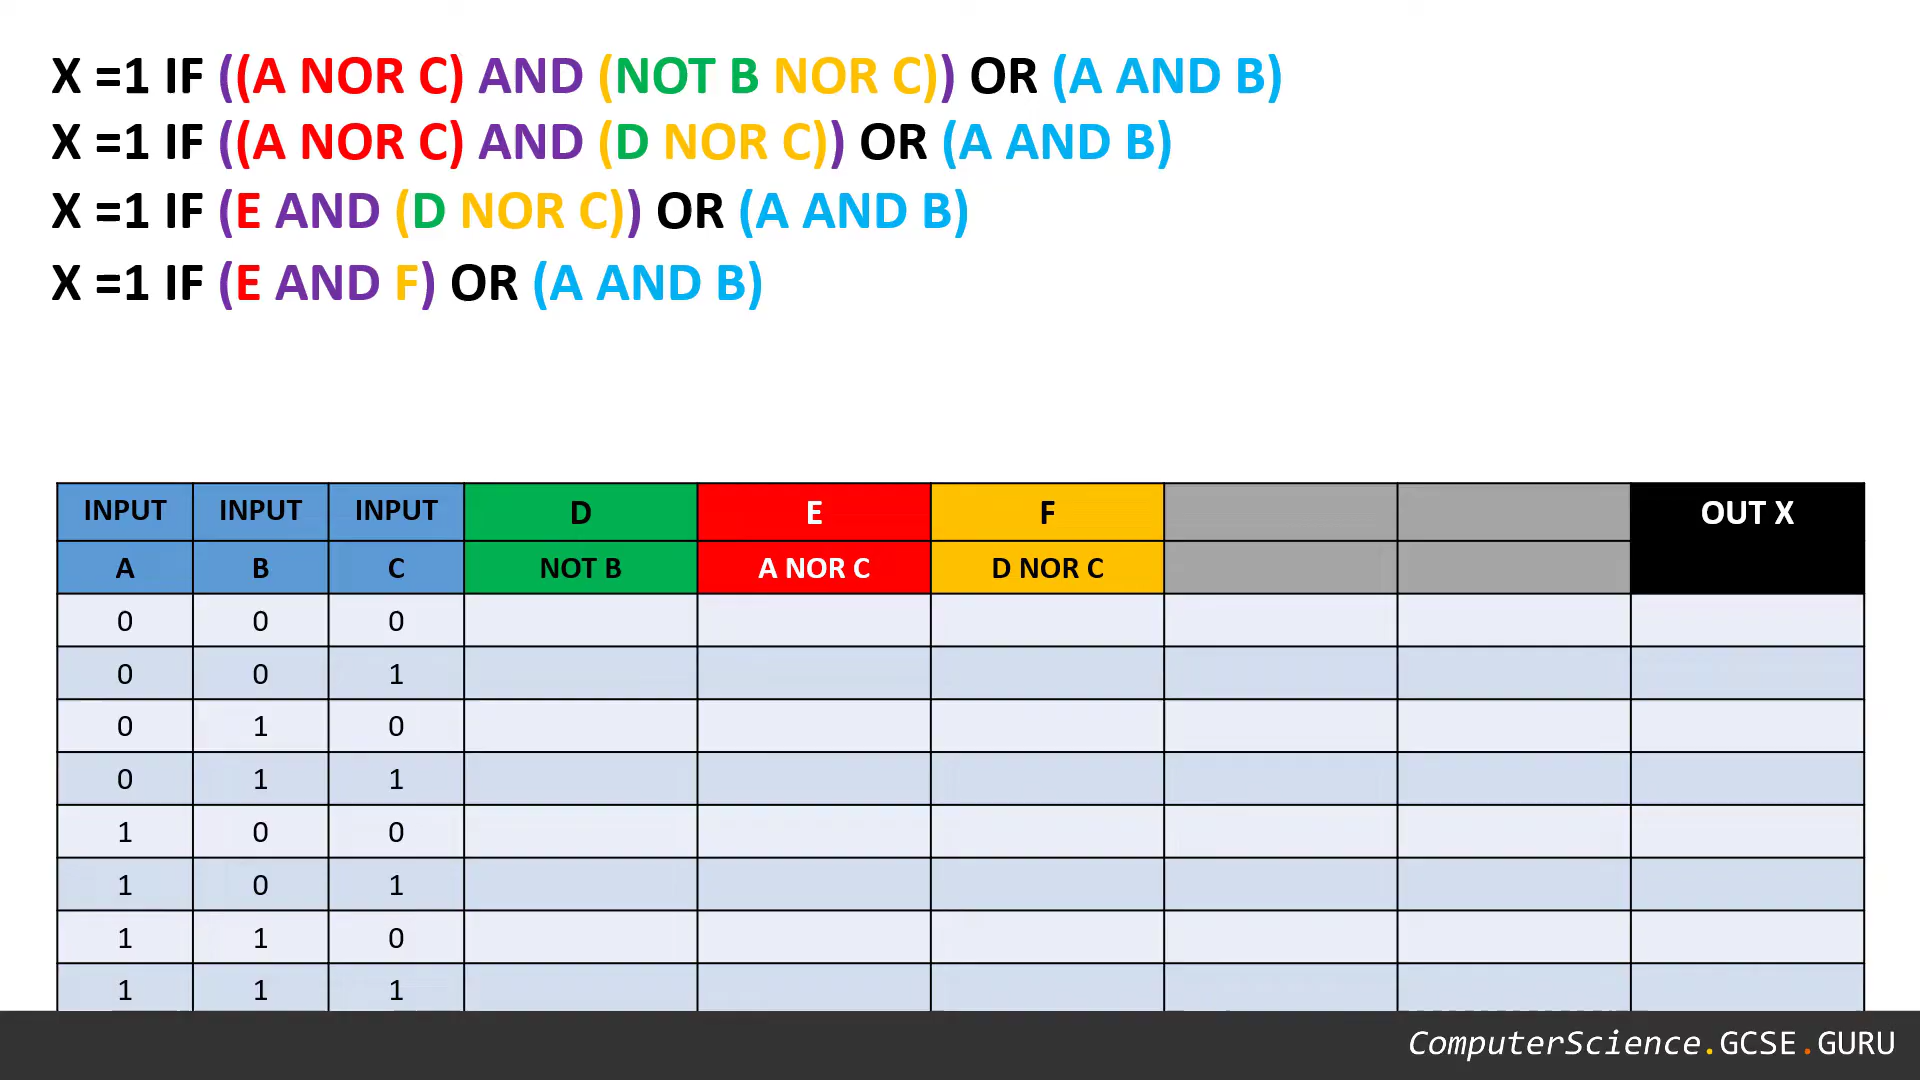 X =1 IF ((A NOR C) AND (NOT B NOR C)) OR (A AND B)
X =1 IF ((A NOR C) AND (D NOR C)) OR (A AND B)
X =1 IF (E AND (D NOR C)) OR (A AND B)
X =1 IF (E AND F) OR (A AND B)
INPUT INPUT INPUT D E F OUT X
A B C NOT B A NOR C D NOR C
0 0 0
0 0 1
0 1 0
0 1 1
1 0 0
1 0 1
1 1 0
1 1 1
ComputerScience.GCSE.GURU